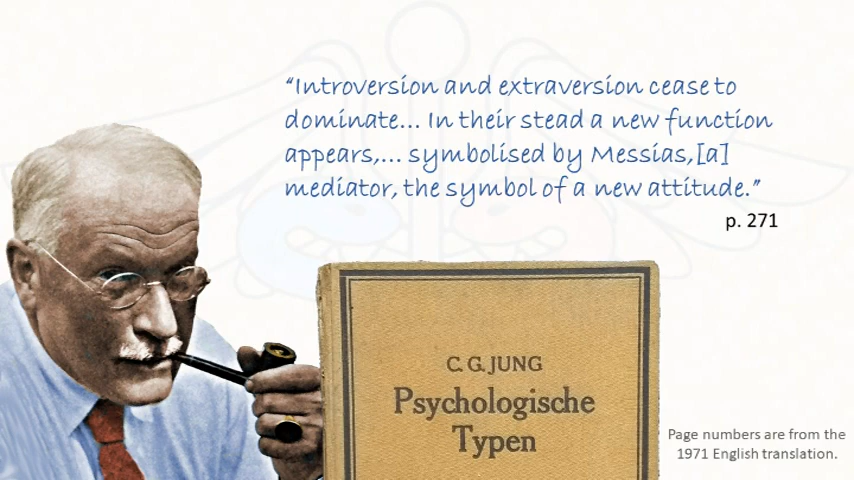 “Introversion and extraversion cease to
dominate... In their stead a new function
appears,... symbolised by Messias,[a]
mediator, the symbol of a new attitude.”
p. 271
C. G. JUNG
Psychologische
Typen
Page numbers are from the
1971 English translation.